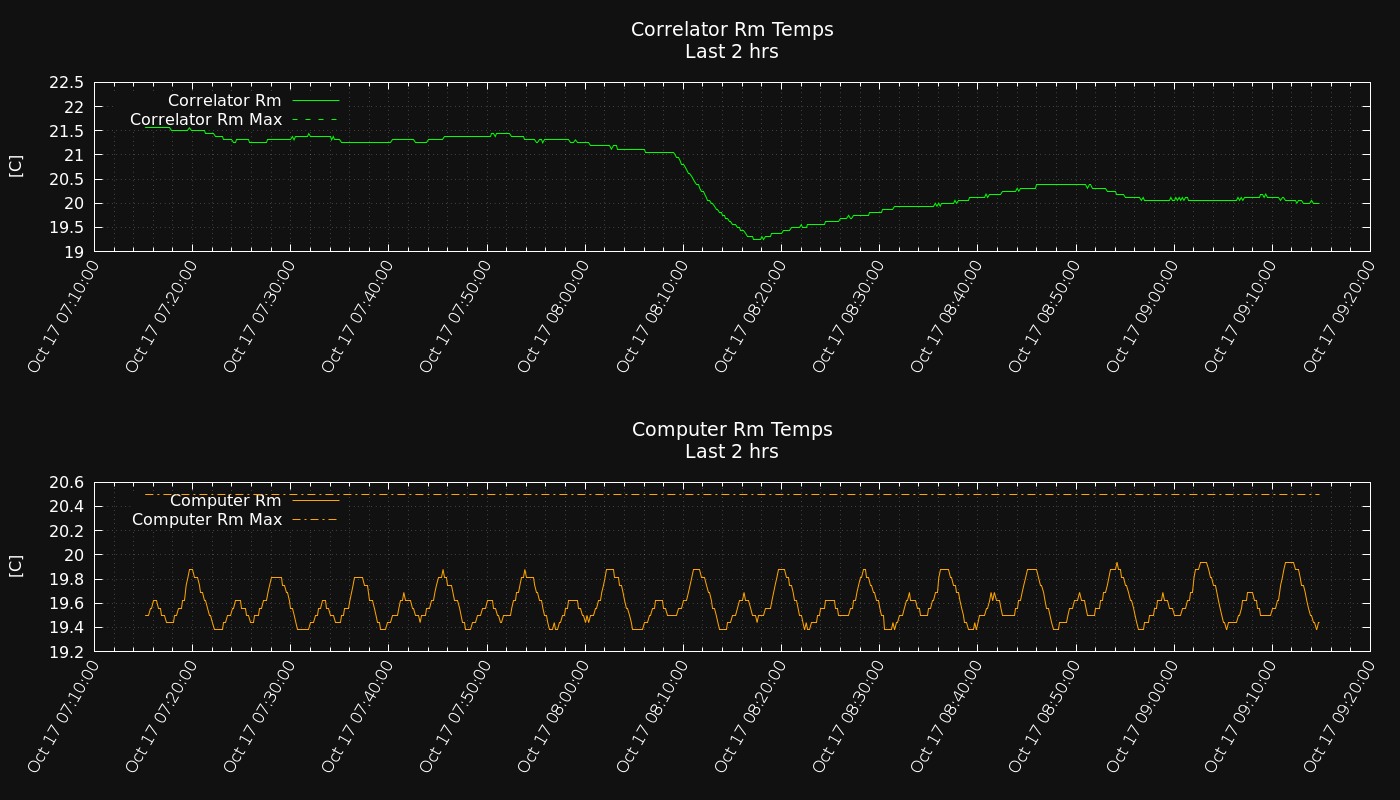 Correlator Rm Temps
Last 2 hrs
22.5
22
21.5
21
20.5
20
19.5
19
[C]
Correlator Rm
Correlator Rm Max
Oct 17 07:10:00
Oct 17 07:20:00
Oct 17 07:30:00
Oct 17 07:40:00
Oct 17 07:50:00
Oct 17 08:00:00
Oct 17 08:10:00
Oct 17 08:20:00
Oct 17 08:30:00
Oct 17 08:40:00
Oct 17 08:50:00
Oct 17 09:00:00
Oct 17 09:10:00
Oct 17 09:20:00
Computer Rm Temps
Last 2 hrs
20.6
20.4
20.2
20
19.8
19.6
19.4
19.2
[C]
Computer Rm
Computer Rm Max
Oct 17 07:10:00
Oct 17 07:20:00
Oct 17 07:30:00
Oct 17 07:40:00
Oct 17 07:50:00
Oct 17 08:00:00
Oct 17 08:10:00
Oct 17 08:20:00
Oct 17 08:30:00
Oct 17 08:40:00
Oct 17 08:50:00
Oct 17 09:00:00
Oct 17 09:10:00
Oct 17 09:20:00